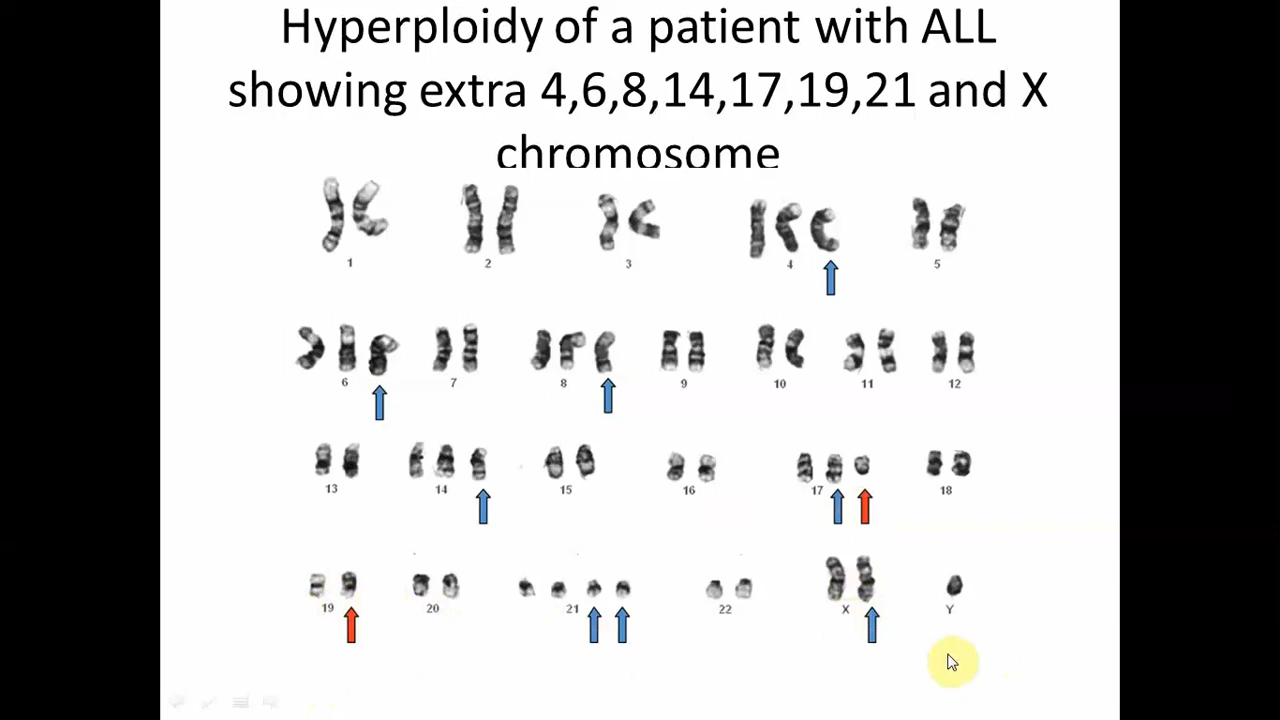 Hyperploidy of a patient with ALL
showing extra 4,6,8,14,17,19,21 and X
chromosome
1 2 3 4 5
6 7 8 9 10 11 12
13 14 15 16 17 18
19 20 21 22 X Y